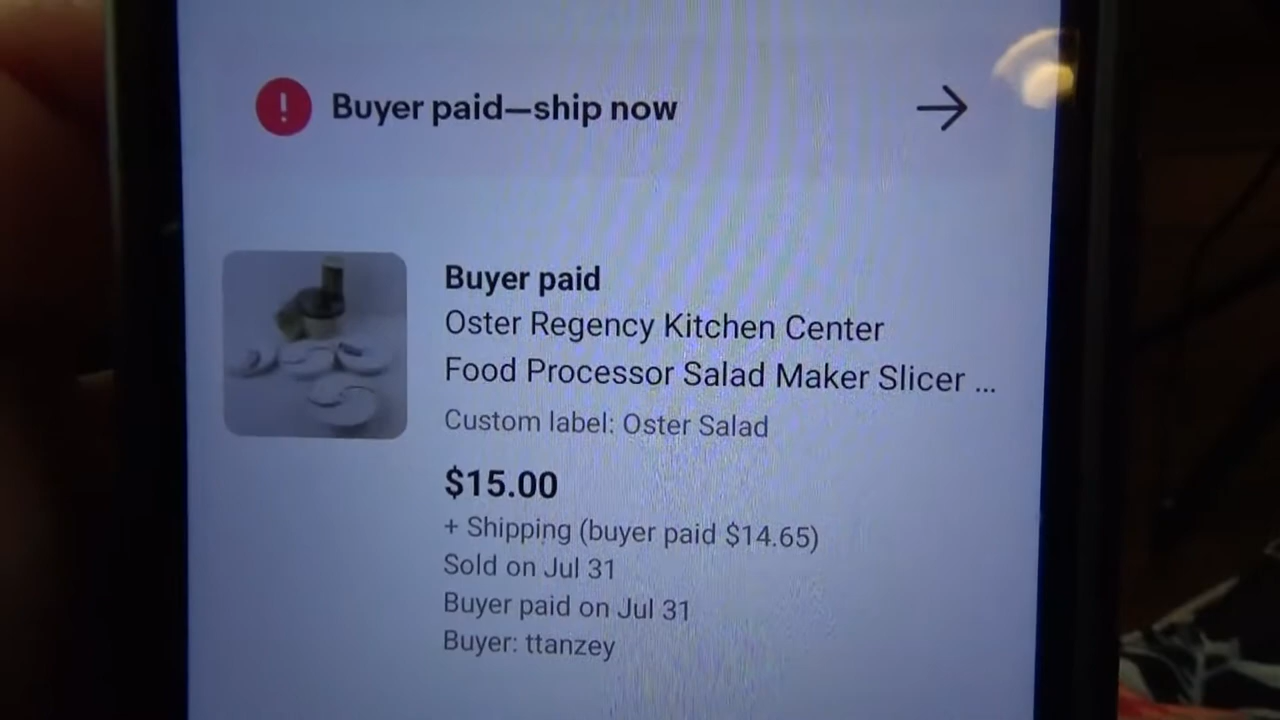 Buyer paid—ship now
Buyer paid
Oster Regency Kitchen Center
Food Processor Salad Maker Slicer ...
Custom label: Oster Salad
$15.00
+ Shipping (buyer paid $14.65)
Sold on Jul 31
Buyer paid on Jul 31
Buyer: ttanzey